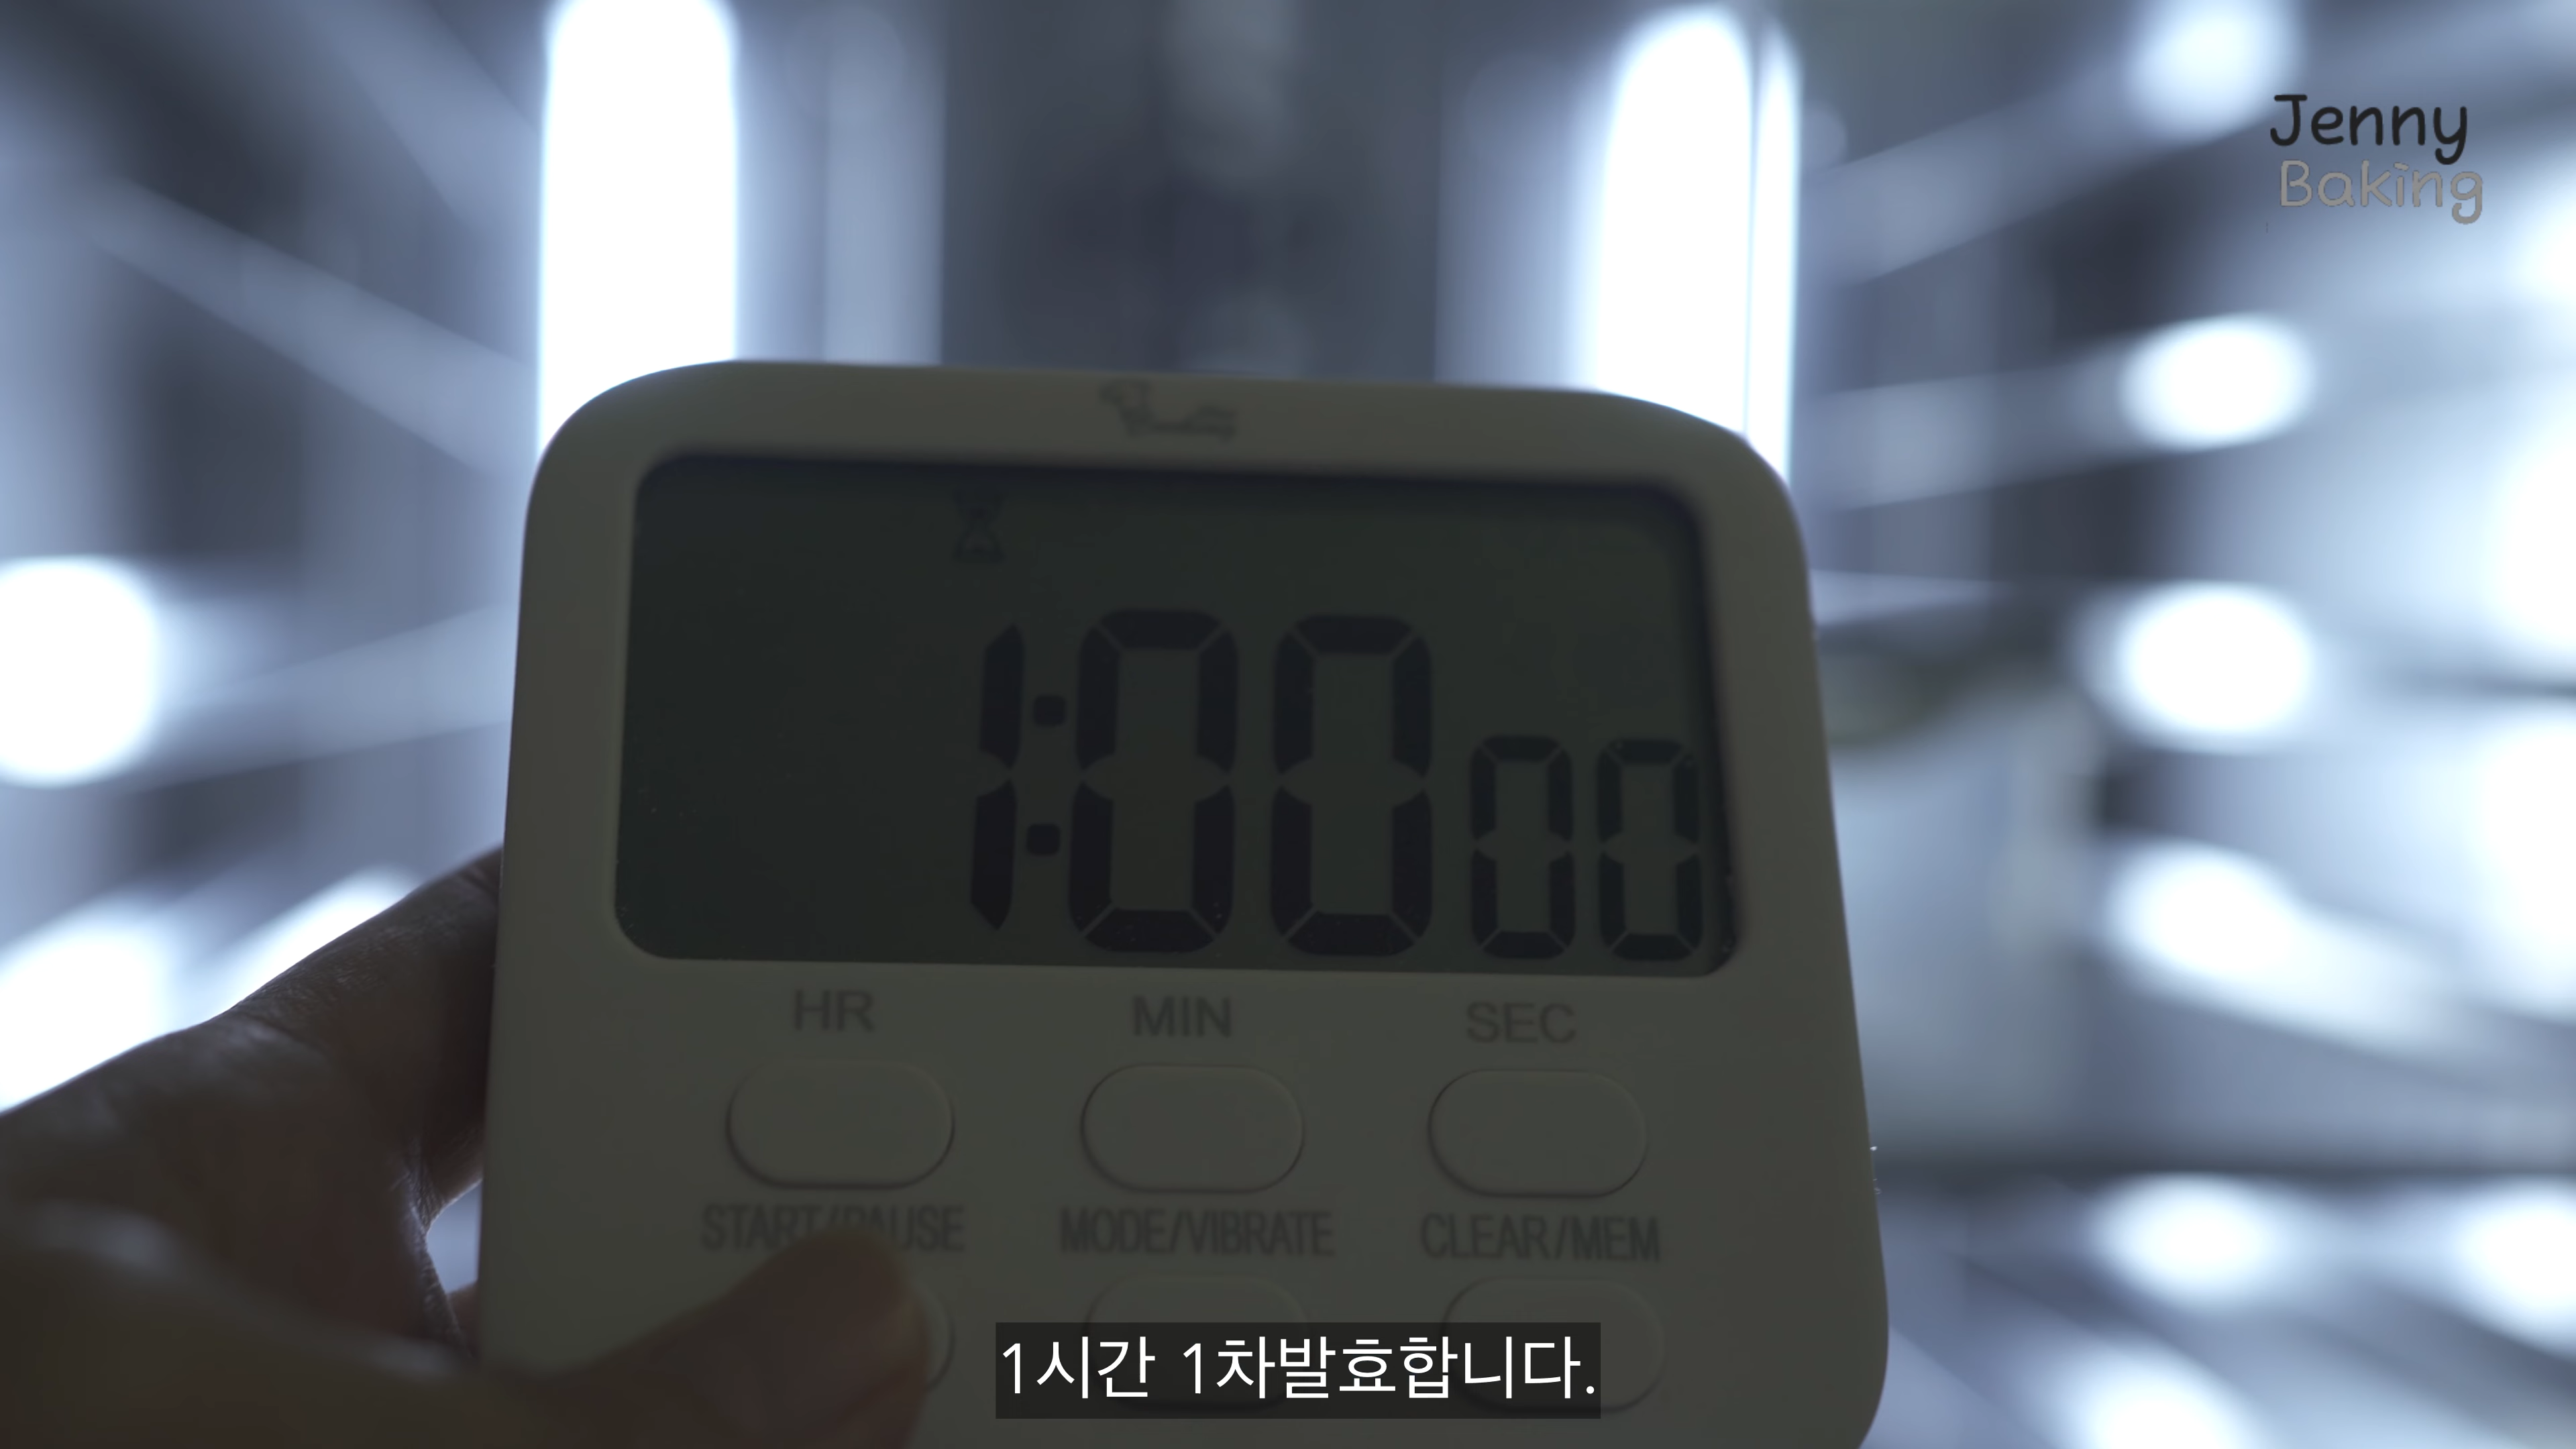 Jenny
Baking
1:00 00
HR MIN SEC
START/PAUSE MODE/VIBRATE CLEAR/MEM
1시간 1차발효합니다.